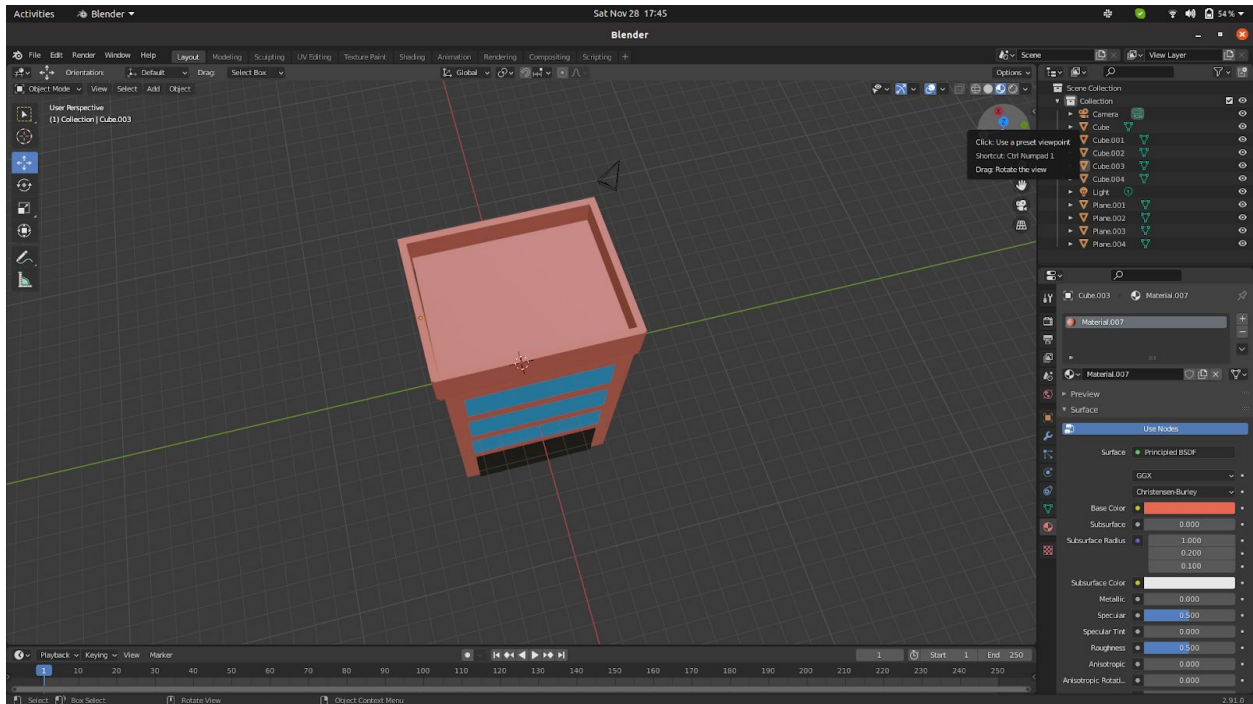 Activities Blender Sat Nov 28 17:45 54%
Blender
File Edit Render Window Help Layout Modeling Sculpting UV Editing Texture Paint Shading Animation Rendering Compositing Scripting + Scene View Layer
Orientation: Default Drag: Select Box Global Options
Object Mode View Select Add Object
User Perspective
(1) Collection | Cube.003
Click: Use a preset viewpoint
Shortcut: Ctrl Numpad 1
Drag: Rotate the view
Scene Collection
Collection
Camera
Cube
Cube.001
Cube.002
Cube.003
Cube.004
Light
Plane.001
Plane.002
Plane.003
Plane.004
Cube.003 Material.007
Material.007
Material.007
Preview
Surface
Use Nodes
Surface Principled BSDF
GGX
Christensen-Burley
Base Color
Subsurface 0.000
Subsurface Radius 1.000
0.200
0.100
Subsurface Color
Metallic 0.000
Specular 0.500
Specular Tint 0.000
Roughness 0.500
Anisotropic 0.000
Anisotropic Rotati... 0.000
Playback Keying View Marker 1 Start 1 End 250
1 10 20 30 40 50 60 70 80 90 100 110 120 130 140 150 160 170 180 190 200 210 220 230 240 250
Select Box Select Rotate View Object Context Menu 2.91.0